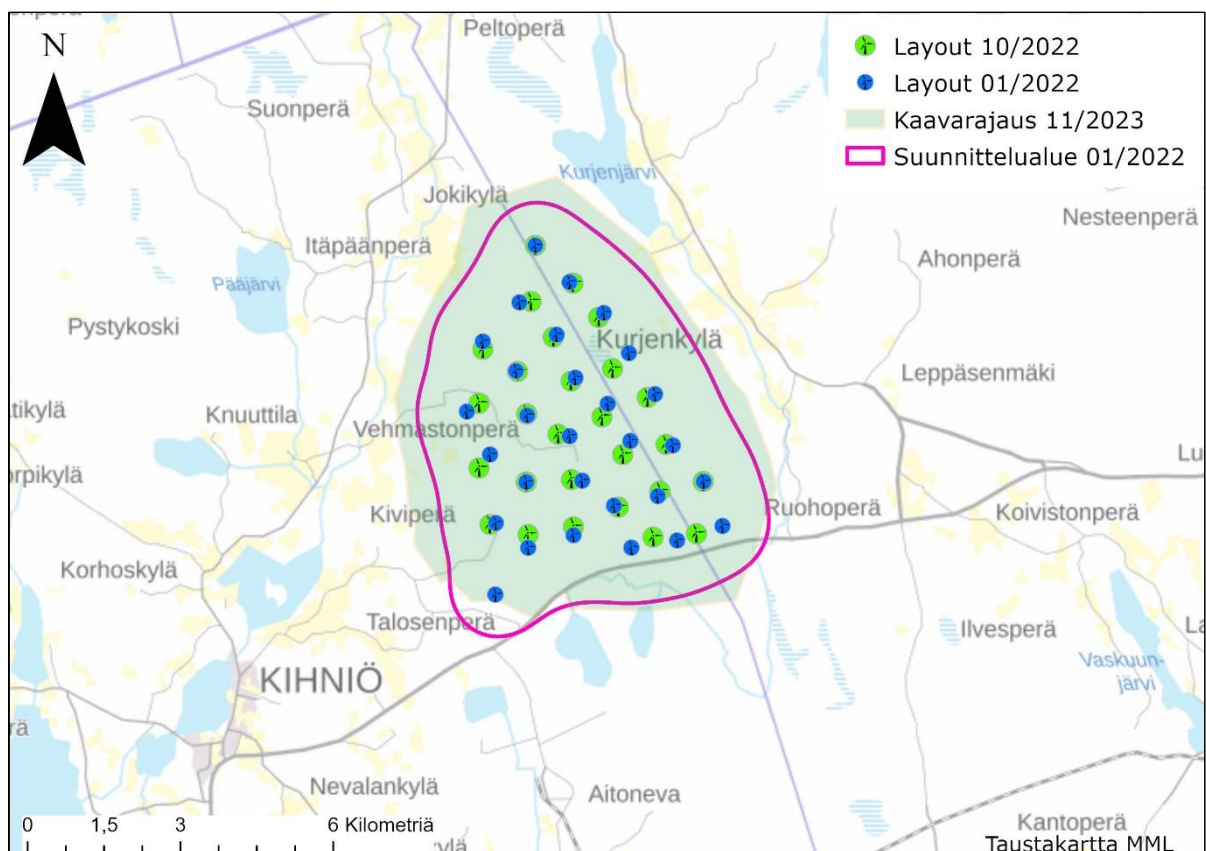 Peltoperä
N
Layout 10/2022
Layout 01/2022
Kaavarajaus 11/2023
Suunnittelualue 01/2022
Suonperä
Kurjenjärvi
Jokikylä
Nesteenperä
Itäpäänperä
Ahonperä
Pääjärvi
Pystykoski
Kurjenkylä
Leppäsenmäki
Knuuttila
Vehmastonperä
Kiviperä
Ruohoperä
Koivistonperä
Korhoskylä
Talosenperä
Ilvesperä
Vaskuun-
järvi
KIHNIÖ
Nevalankylä
Aitoneva
Kantoperä
0 1,5 3 6 Kilometriä
Taustakartta MML